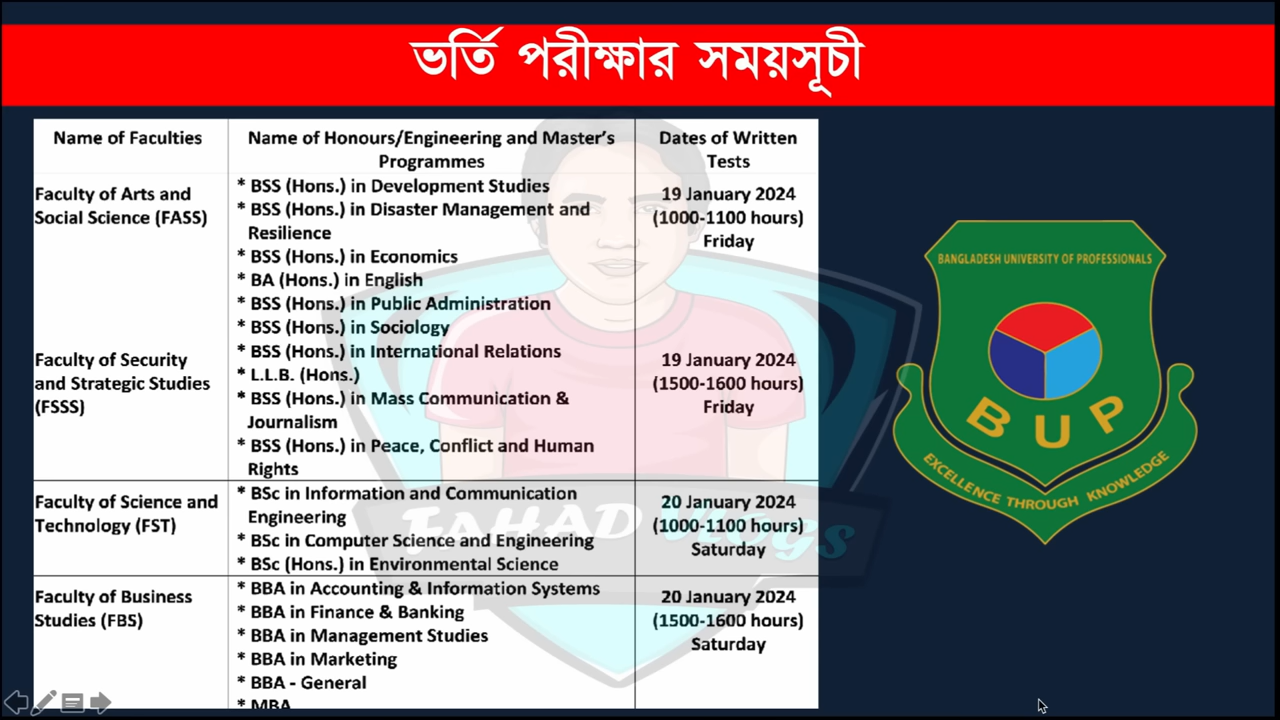 ভর্তি পরীক্ষার সময়সূচী
Name of Faculties
Name of Honours/Engineering and Master's
Programmes
Dates of Written
Tests
Faculty of Arts and
Social Science (FASS)
* BSS (Hons.) in Development Studies
* BSS (Hons.) in Disaster Management and
Resilience
* BSS (Hons.) in Economics
* BA (Hons.) in English
* BSS (Hons.) in Public Administration
* BSS (Hons.) in Sociology
19 January 2024
(1000-1100 hours)
Friday
Faculty of Security
and Strategic Studies
(FSSS)
* BSS (Hons.) in International Relations
* L.L.B. (Hons.)
* BSS (Hons.) in Mass Communication &
Journalism
* BSS (Hons.) in Peace, Conflict and Human
Rights
19 January 2024
(1500-1600 hours)
Friday
Faculty of Science and
Technology (FST)
* BSc in Information and Communication
Engineering
* BSc in Computer Science and Engineering
* BSc (Hons.) in Environmental Science
20 January 2024
(1000-1100 hours)
Saturday
Faculty of Business
Studies (FBS)
* BBA in Accounting & Information Systems
* BBA in Finance & Banking
* BBA in Management Studies
* BBA in Marketing
* BBA - General
* MBA
20 January 2024
(1500-1600 hours)
Saturday
FAHAD Vlogs
BANGLADESH UNIVERSITY OF PROFESSIONALS
BUP
EXCELLENCE THROUGH KNOWLEDGE